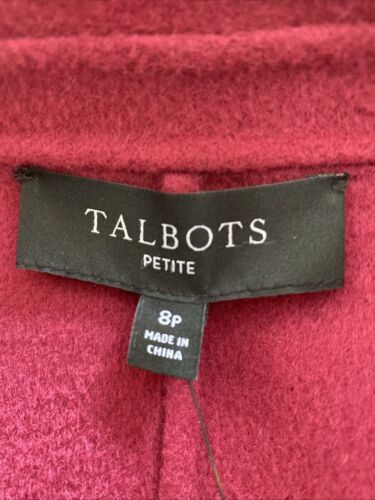 TALBOTS
PETITE
8P
MADE IN
CHINA